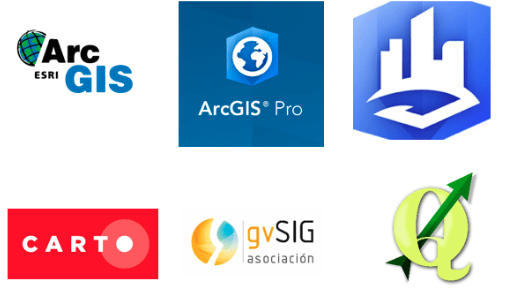 Arc
ESRI GIS
ArcGIS® Pro
CARTO
gvSIG
asociación
Q